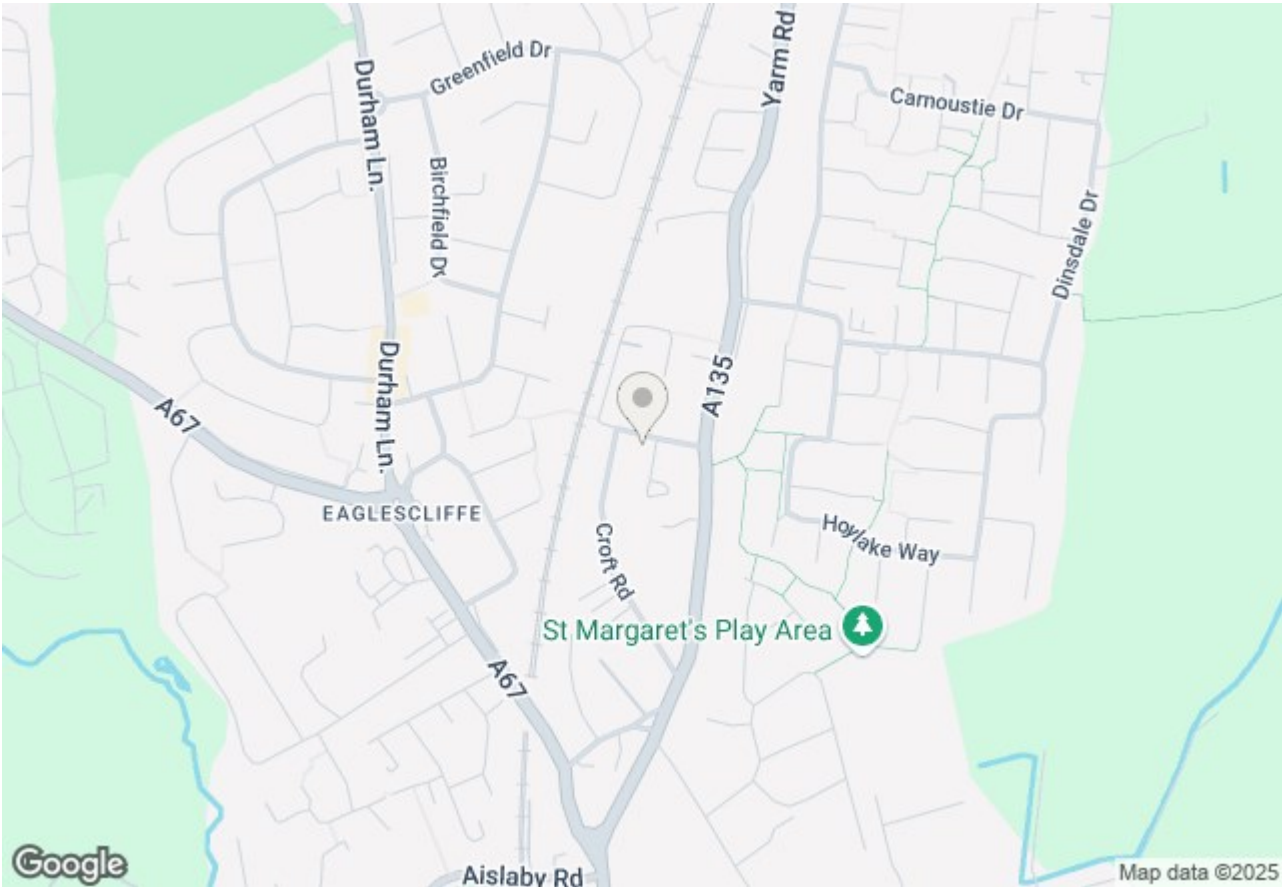 Yarm Rd
Greenfield Dr
Durham Ln.
Carnoustie Dr
Birchfield Dr
Dinsdale Dr
Durham Ln.
A135
A67
EAGLESCLIFFE
Hoylake Way
Croft Rd
St Margaret's Play Area
A67
Aislaby Rd
Google
Map data ©2025